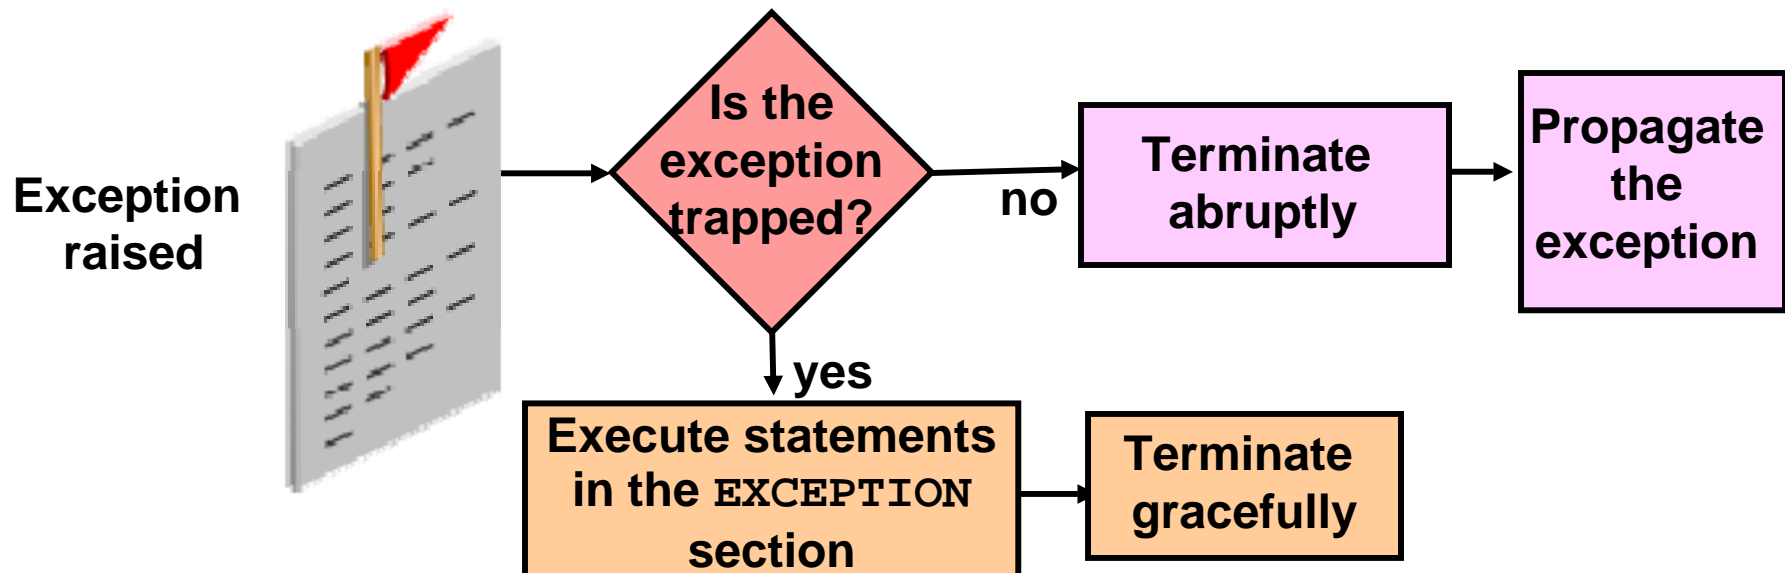 Exception
raised
Is the
exception
trapped?
no
Terminate
abruptly
Propagate
the
exception
yes
Execute statements
in the EXCEPTION
section
Terminate
gracefully